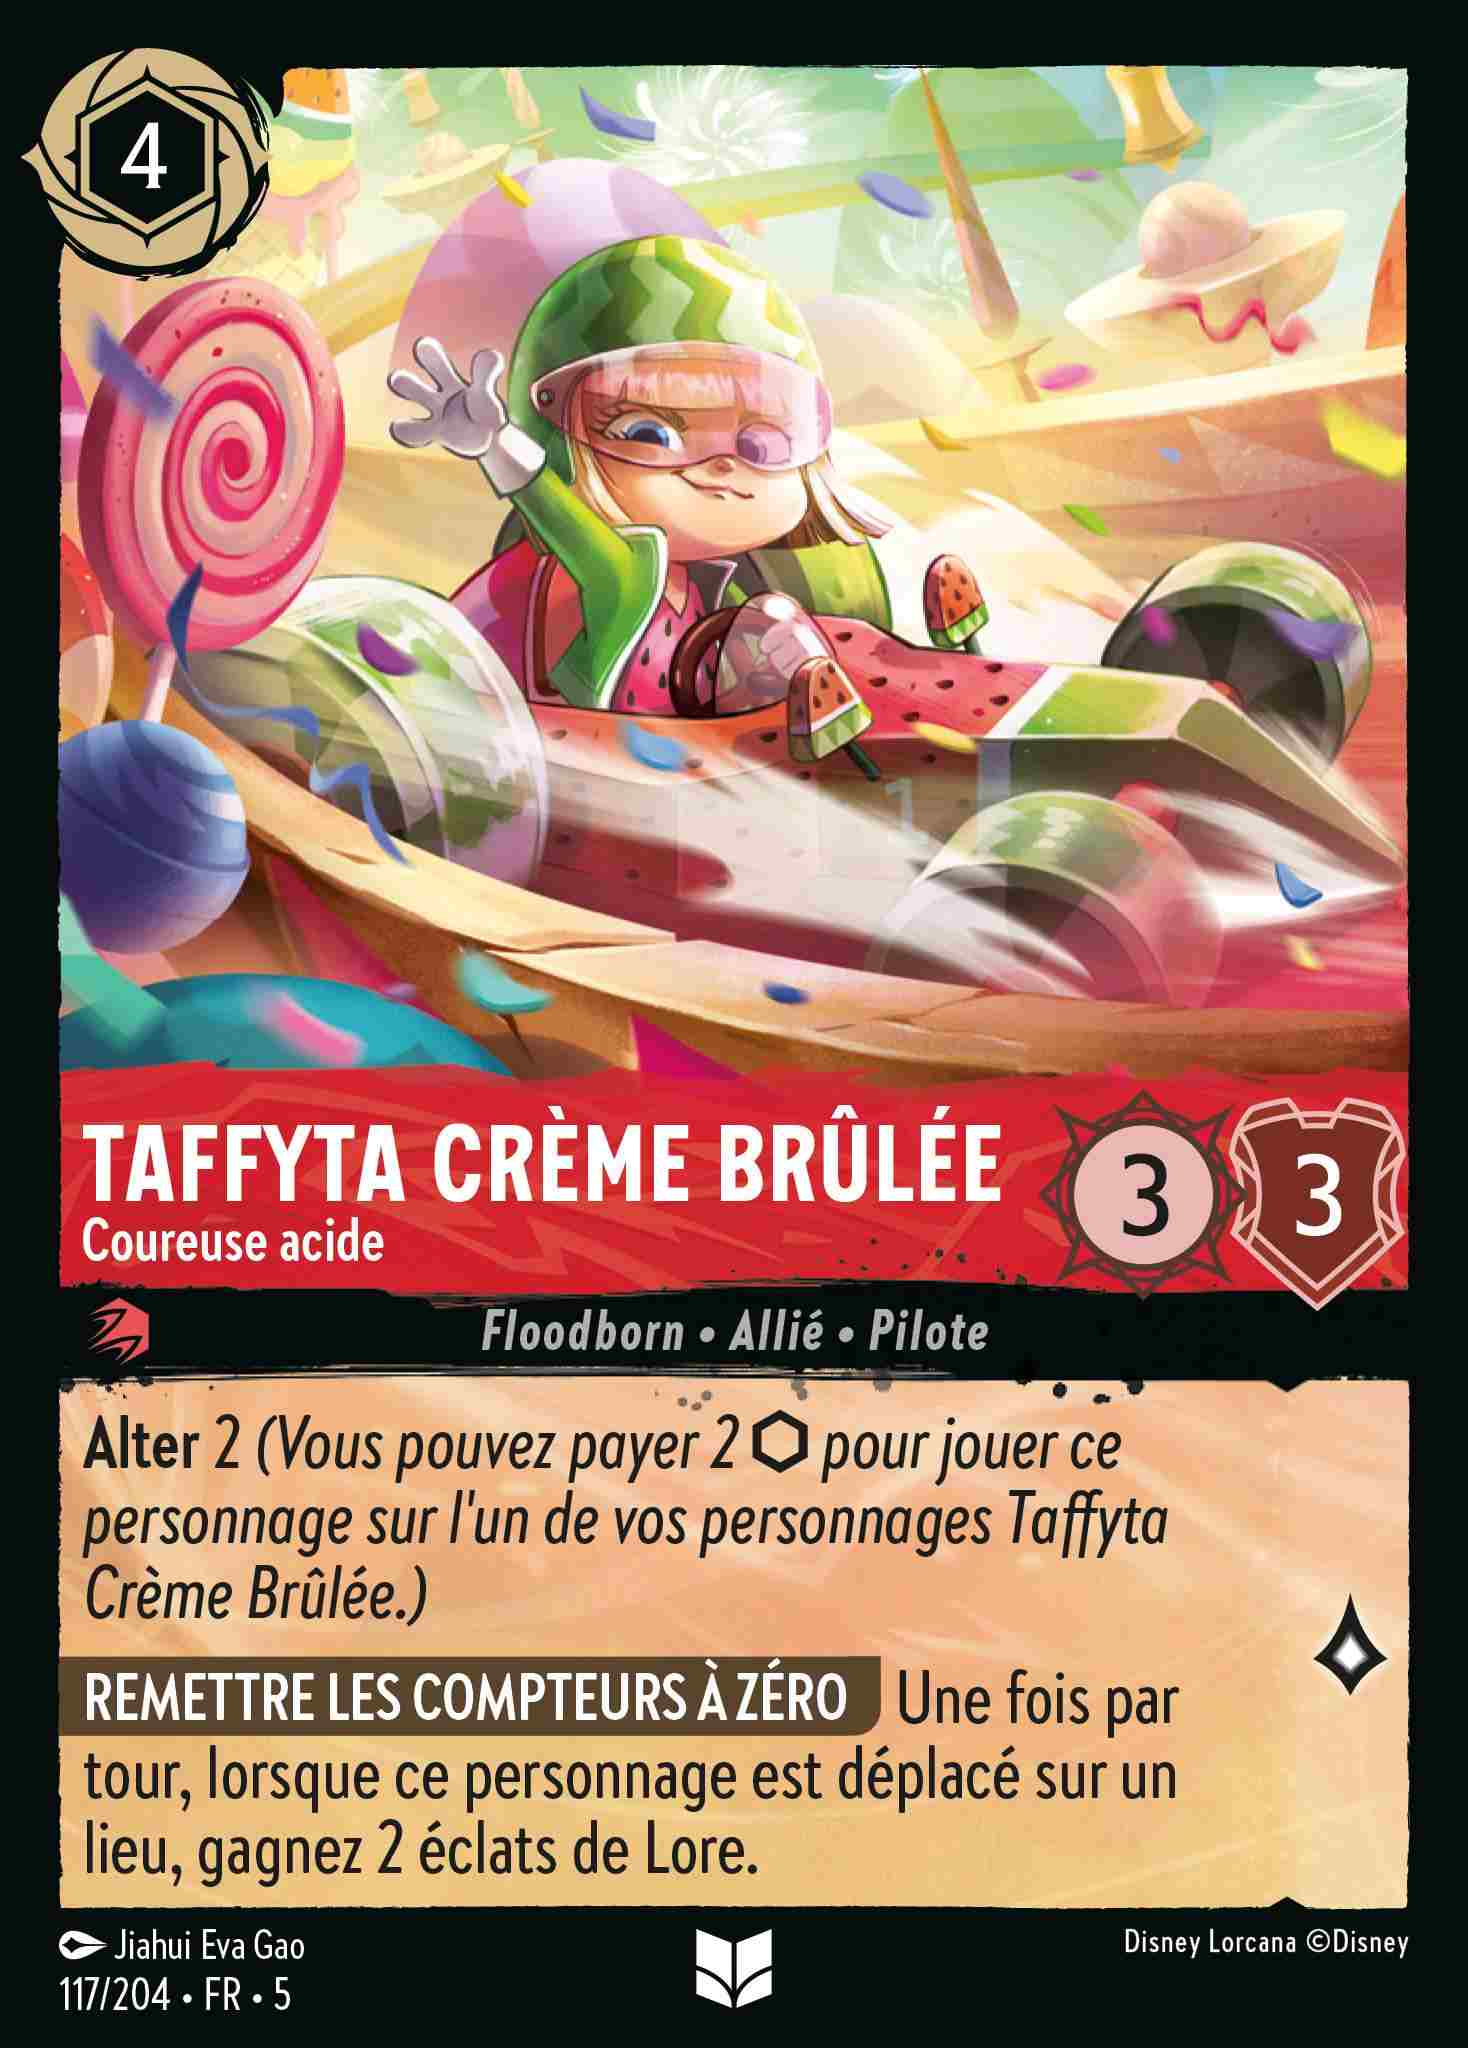 4
1
TAFFYTA CRÈME BRÛLÉE
Coureuse acide
3
3
Floodborn • Allié • Pilote
Alter 2 (Vous pouvez payer 2 ⬡ pour jouer ce
personnage sur l'un de vos personnages Taffyta
Crème Brûlée.)
REMETTRE LES COMPTEURS À ZÉRO Une fois par
tour, lorsque ce personnage est déplacé sur un
lieu, gagnez 2 éclats de Lore.
Jiahui Eva Gao
117/204 • FR • 5
Disney Lorcana ©Disney